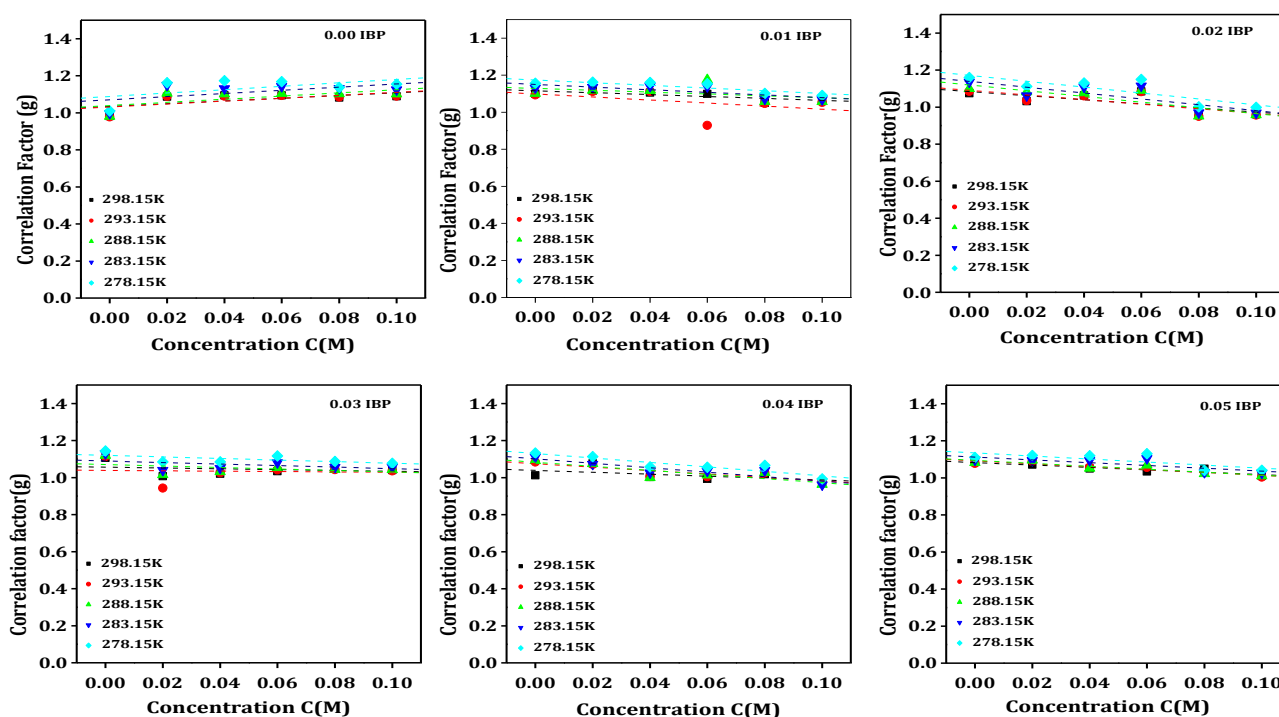 0.00 IBP
Correlation Factor(g)
1.4
1.2
1.0
0.8
0.6
0.4
0.2
0.0
298.15K
293.15K
288.15K
283.15K
278.15K
0.00 0.02 0.04 0.06 0.08 0.10
Concentration C(M)
0.01 IBP
Correlation Factor(g)
1.4
1.2
1.0
0.8
0.6
0.4
0.2
0.0
298.15K
293.15K
288.15K
283.15K
278.15K
0.00 0.02 0.04 0.06 0.08 0.10
Concentration C(M)
0.02 IBP
Correlation Factor(g)
1.4
1.2
1.0
0.8
0.6
0.4
0.2
0.0
298.15K
293.15K
288.15K
283.15K
278.15K
0.00 0.02 0.04 0.06 0.08 0.10
Concentration C(M)
0.03 IBP
Correlation factor(g)
1.4
1.2
1.0
0.8
0.6
0.4
0.2
0.0
298.15K
293.15K
288.15K
283.15K
278.15K
0.00 0.02 0.04 0.06 0.08 0.10
Concentration C(M)
0.04 IBP
Correlation factor(g)
1.4
1.2
1.0
0.8
0.6
0.4
0.2
0.0
298.15K
293.15K
288.15K
283.15K
278.15K
0.00 0.02 0.04 0.06 0.08 0.10
Concentration C(M)
0.05 IBP
Correlation factor(g)
1.4
1.2
1.0
0.8
0.6
0.4
0.2
0.0
298.15K
293.15K
288.15K
283.15K
278.15K
0.00 0.02 0.04 0.06 0.08 0.10
Concentration C(M)